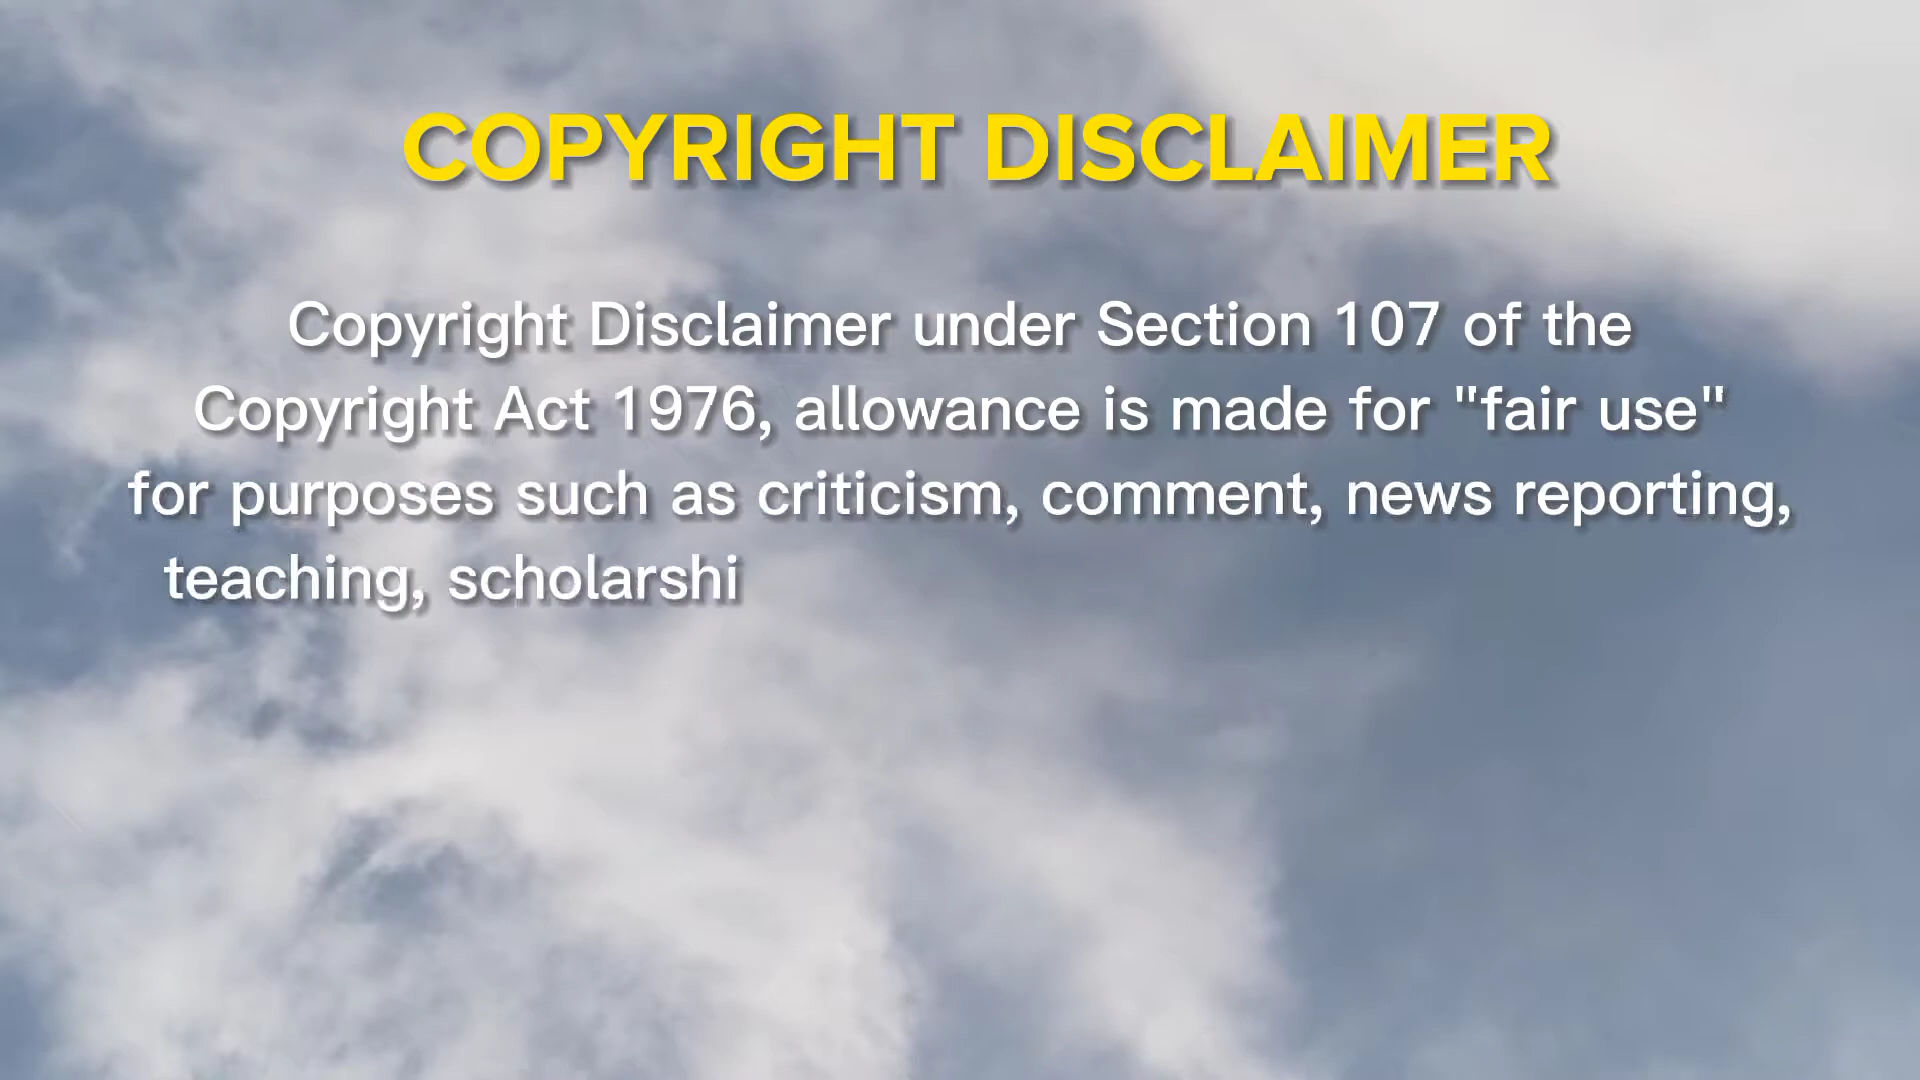 COPYRIGHT DISCLAIMER
Copyright Disclaimer under Section 107 of the
Copyright Act 1976, allowance is made for "fair use"
for purposes such as criticism, comment, news reporting,
teaching, scholarshi